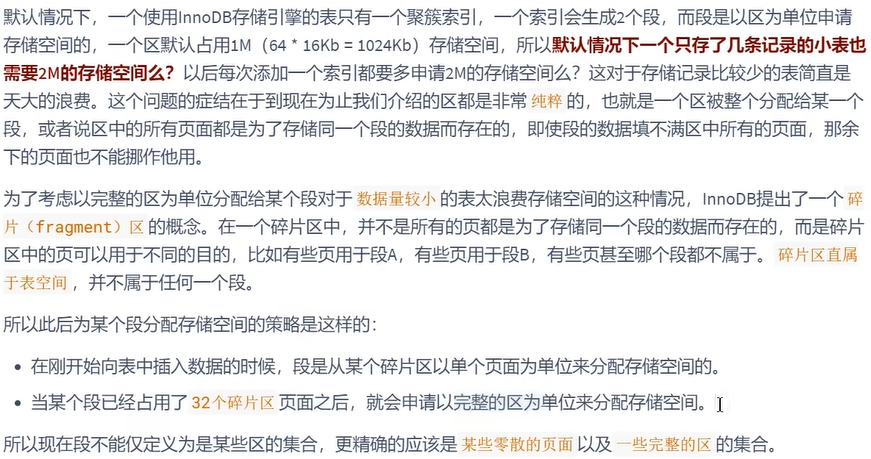 默认情况下，一个使用InnoDB存储引擎的表只有一个聚簇索引，一个索引会生成2个段，而段是以区为单位申请
存储空间的，一个区默认占用1M（64 * 16Kb = 1024Kb）存储空间，所以默认情况下一个只存了几条记录的小表也
需要2M的存储空间么？以后每次添加一个索引都要多申请2M的存储空间么？这对于存储记录比较少的表简直是
天大的浪费。这个问题的症结在于到现在为止我们介绍的区都是非常 纯粹 的，也就是一个区被整个分配给某一个
段，或者说区中的所有页面都是为了存储同一个段的数据而存在的，即使段的数据填不满区中所有的页面，那余
下的页面也不能挪作他用。
为了考虑以完整的区为单位分配给某个段对于 数据量较小 的表太浪费存储空间的这种情况，InnoDB提出了一个 碎
片（fragment）区 的概念。在一个碎片区中，并不是所有的页都是为了存储同一个段的数据而存在的，而是碎片
区中的页可以用于不同的目的，比如有些页用于段A，有些页用于段B，有些页甚至哪个段都不属于。 碎片区直属
于表空间 ，并不属于任何一个段。
所以此后为某个段分配存储空间的策略是这样的：
• 在刚开始向表中插入数据的时候，段是从某个碎片区以单个页面为单位来分配存储空间的。
• 当某个段已经占用了 32个碎片区 页面之后，就会申请以完整的区为单位来分配存储空间。
所以现在段不能仅定义为是某些区的集合，更精确的应该是 某些零散的页面 以及 一些完整的区 的集合。